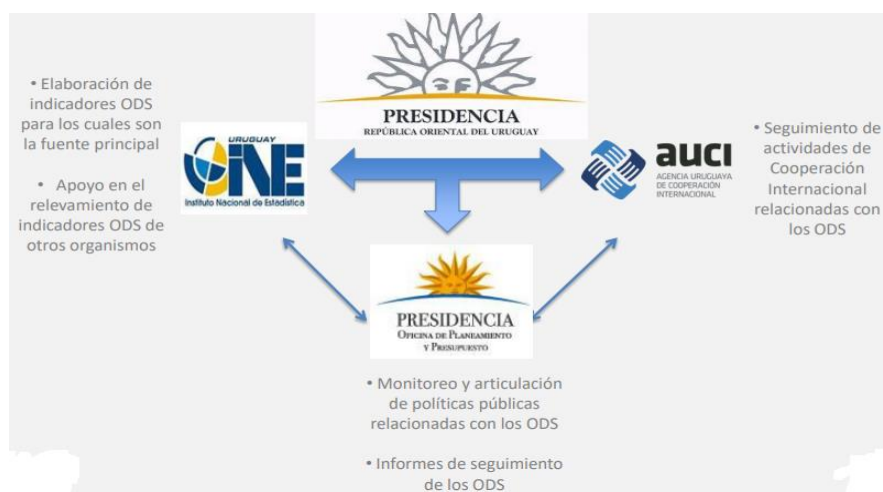 PRESIDENCIA
REPÚBLICA ORIENTAL DEL URUGUAY
• Elaboración de
indicadores ODS
para los cuales son
la fuente principal
• Apoyo en el
relevamiento de
indicadores ODS de
otros organismos
URUGUAY
INE
Instituto Nacional de Estadística
auci
AGENCIA URUGUAYA
DE COOPERACIÓN
INTERNACIONAL
• Seguimiento de
actividades de
Cooperación
Internacional
relacionadas con
los ODS
PRESIDENCIA
OFICINA DE PLANEAMIENTO
Y PRESUPUESTO
• Monitoreo y articulación
de políticas públicas
relacionadas con los ODS
• Informes de seguimiento
de los ODS